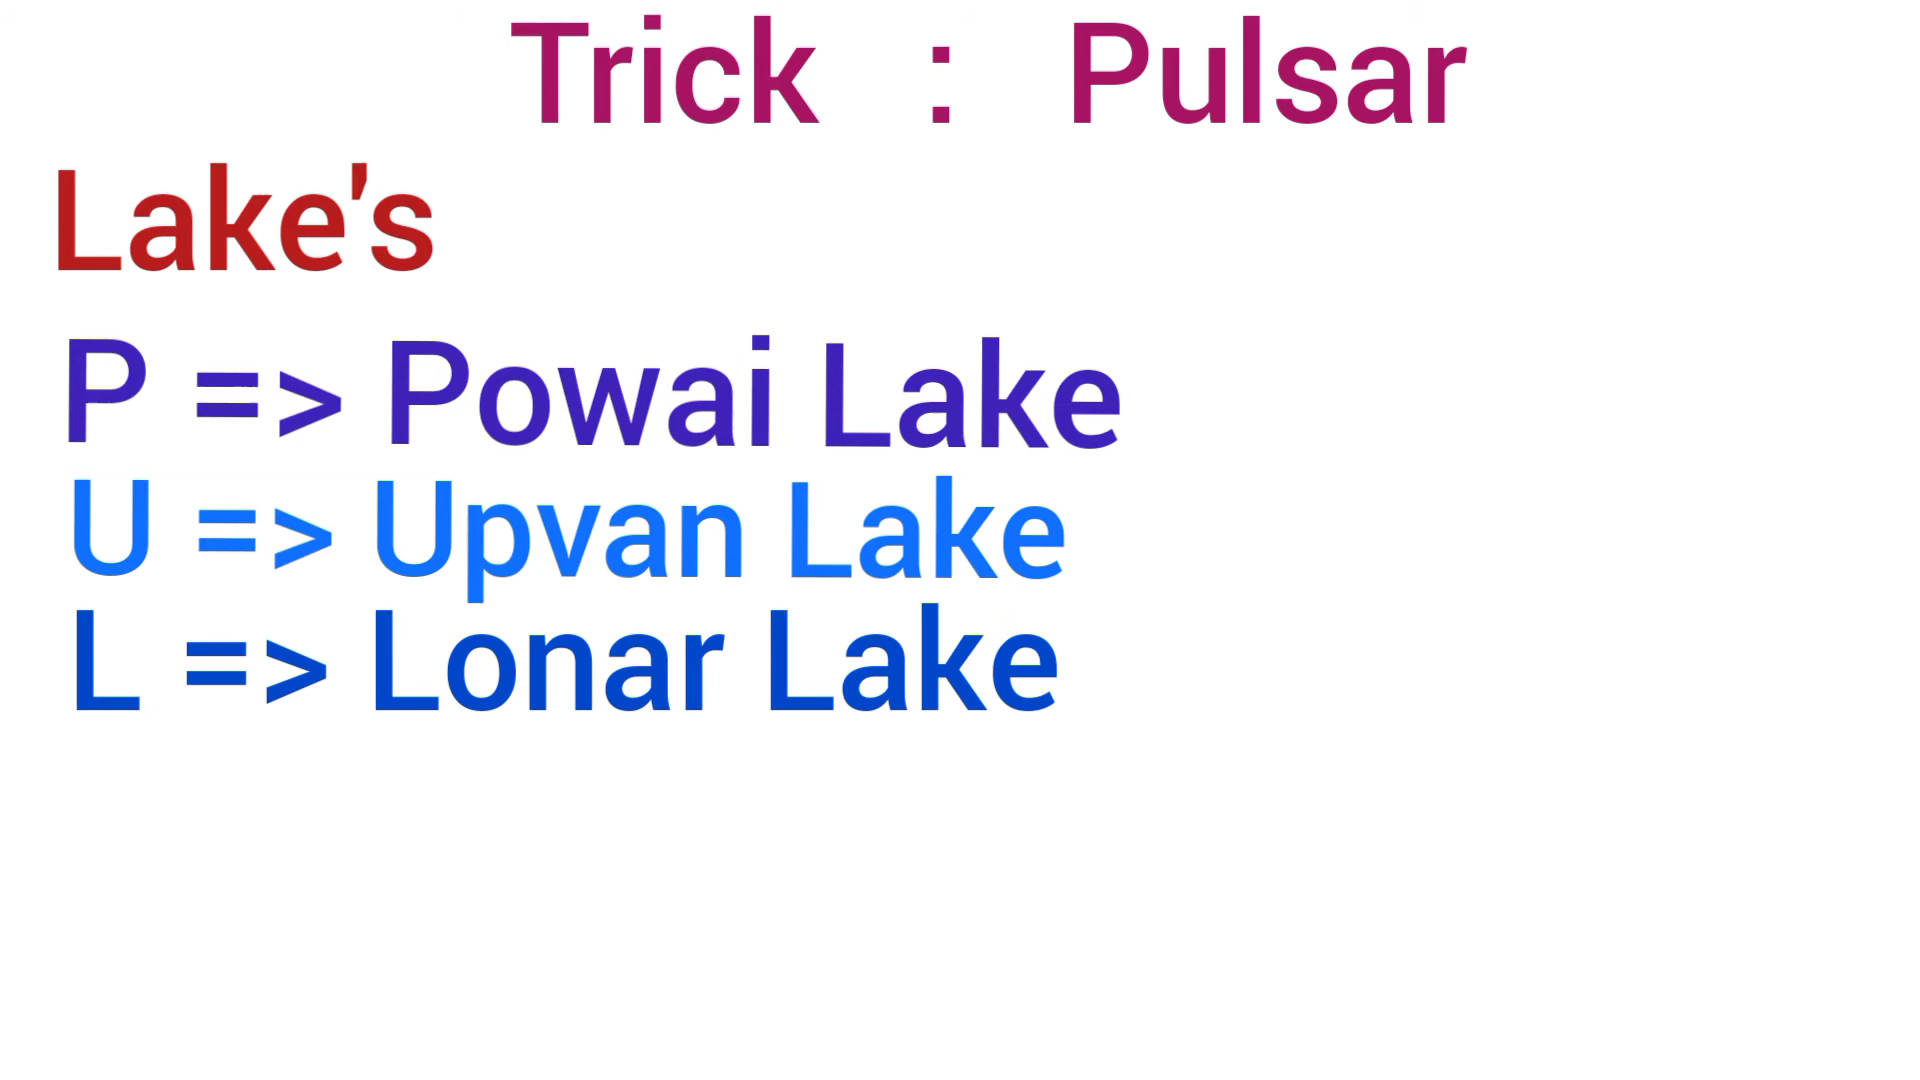 Trick : Pulsar
Lake's
P => Powai Lake
U => Upvan Lake
L => Lonar Lake